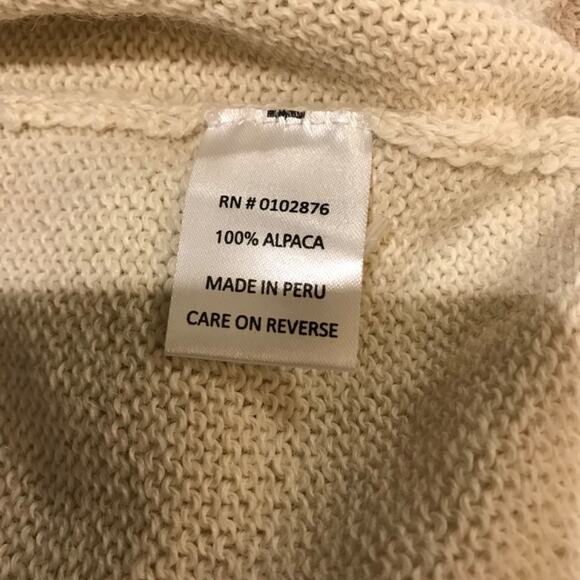 RN # 0102876
100% ALPACA
MADE IN PERU
CARE ON REVERSE